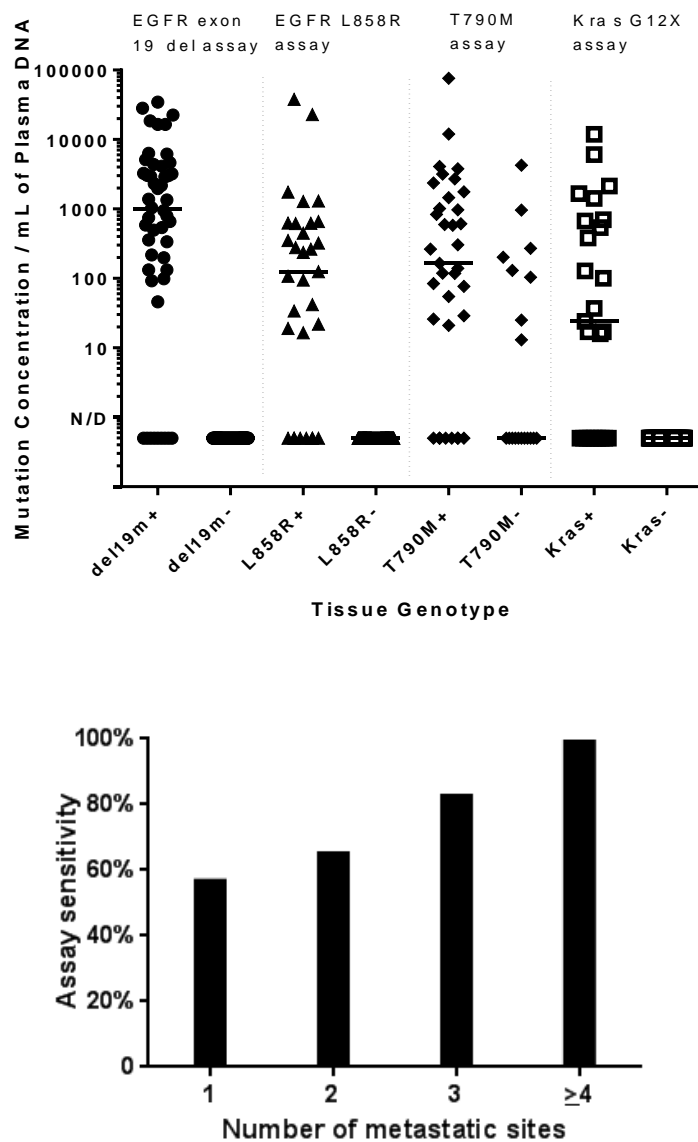 EGFR exon
19 del assay
EGFR L858R
assay
T790M
assay
Kras G12X
assay
Mutation Concentration / mL of Plasma DNA
100000
10000
1000
100
10
N/D
del19m+
del19m-
L858R+
L858R-
T790M+
T790M-
Kras+
Kras-
Tissue Genotype
Assay sensitivity
100%
80%
60%
40%
20%
0
1
2
3
≥4
Number of metastatic sites